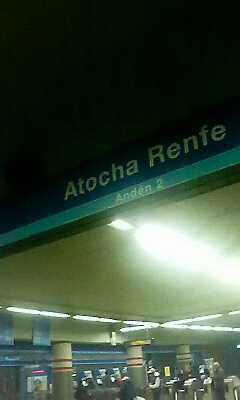 Atocha Renfe
Andén 2